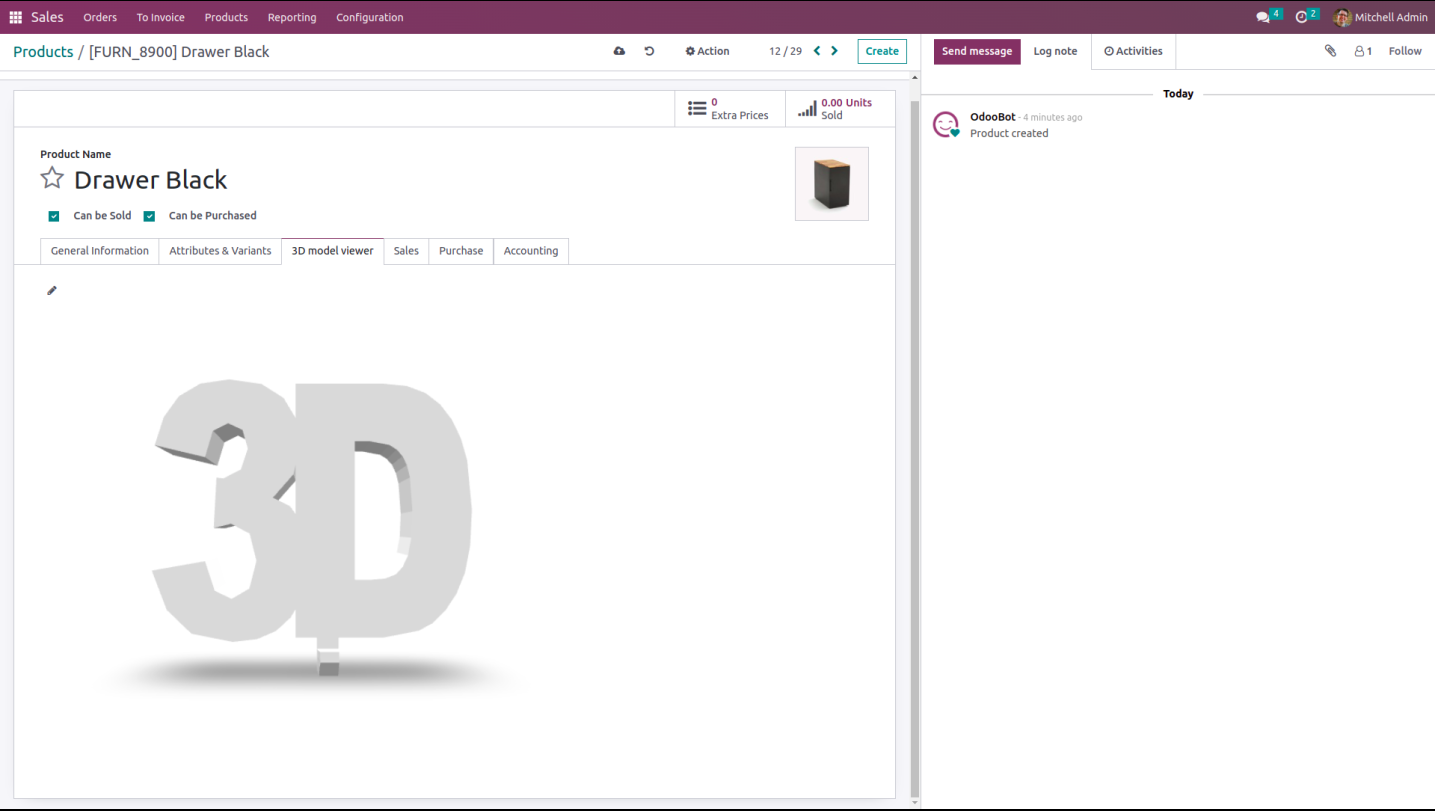 Sales Orders To Invoice Products Reporting Configuration 4 2 Mitchell Admin
Products / [FURN_8900] Drawer Black Action 12 / 29 Create
Send message Log note Activities 1 Follow
0
Extra Prices
0.00 Units
Sold
Today
OdooBot - 4 minutes ago
Product created
Product Name
Drawer Black
Can be Sold Can be Purchased
General Information Attributes & Variants 3D model viewer Sales Purchase Accounting
3D